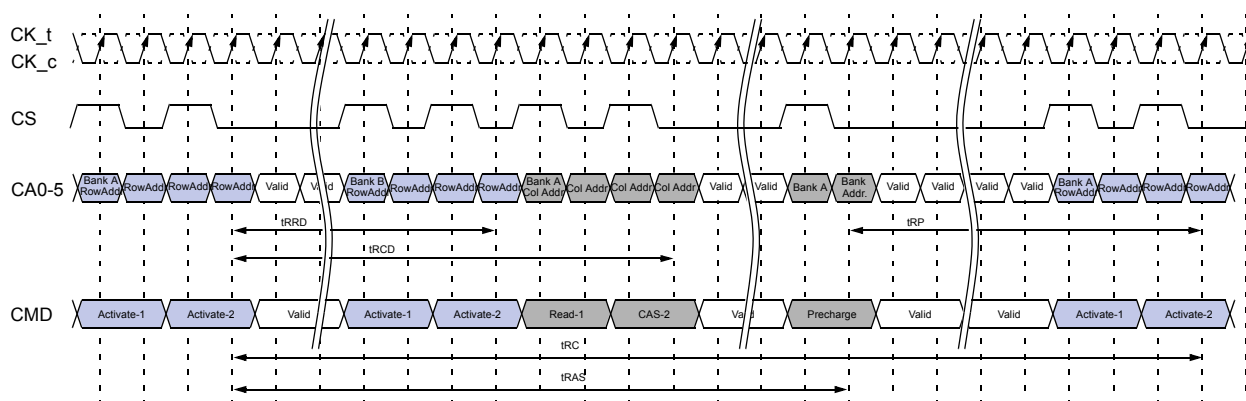 CK_t
CK_c
CS
CA0-5
Bank A
RowAddr
RowAddr
RowAddr
RowAddr
Valid
Valid
Bank B
RowAddr
RowAddr
RowAddr
RowAddr
Bank A
Col Addr
Col Addr
Col Addr
Col Addr
Valid
Valid
Bank A
Bank
Addr.
Valid
Valid
Valid
Valid
Bank A
RowAddr
RowAddr
RowAddr
RowAddr
tRRD
tRP
tRCD
CMD
Activate-1
Activate-2
Valid
Activate-1
Activate-2
Read-1
CAS-2
Valid
Precharge
Valid
Valid
Activate-1
Activate-2
tRC
tRAS